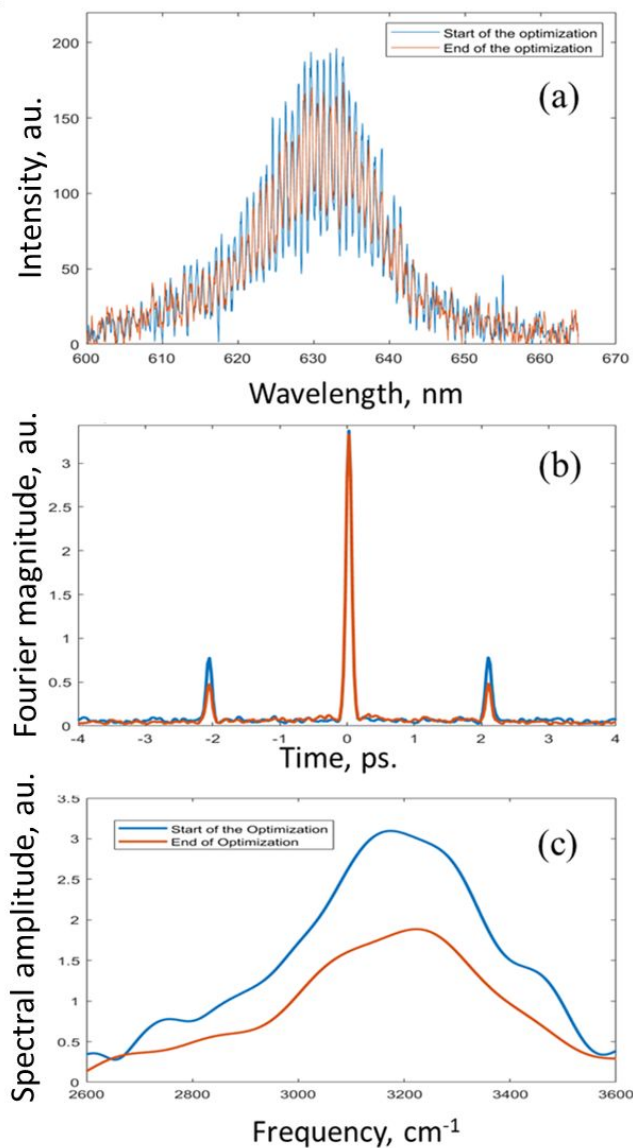 Start of the optimization
End of the optimization
(a)
Intensity, au.
200
150
100
50
0
600 610 620 630 640 650 660 670
Wavelength, nm
(b)
Fourier magnitude, au.
3
2.5
2
1.5
1
0.5
0
-4 -3 -2 -1 0 1 2 3 4
Time, ps.
Start of the Optimization
End of Optimization
(c)
Spectral amplitude, au.
3.5
3
2.5
2
1.5
1
0.5
0
2600 2800 3000 3200 3400 3600
Frequency, cm-1